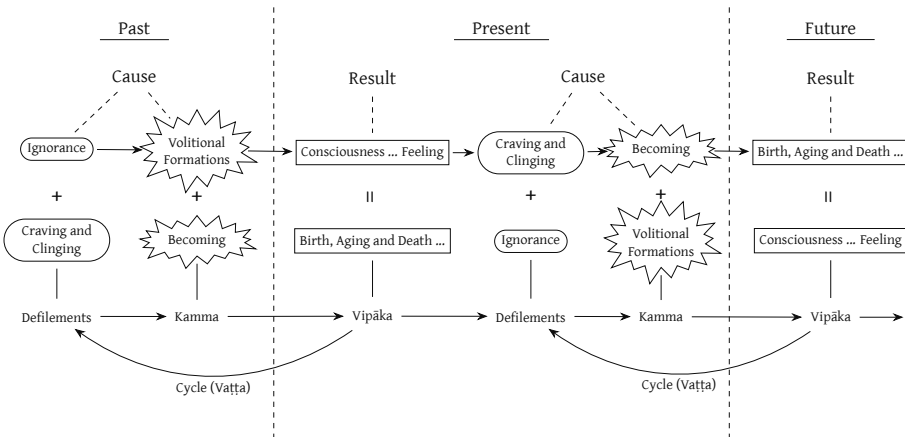 Past
Present
Future
Cause
Result
Cause
Result
Ignorance
Volitional
Formations
Consciousness ... Feeling
Craving and
Clinging
Becoming
Birth, Aging and Death ...
+
+
=
+
+
=
Craving and
Clinging
Becoming
Birth, Aging and Death ...
Ignorance
Volitional
Formations
Consciousness ... Feeling
Defilements
Kamma
Vipāka
Defilements
Kamma
Vipāka
Cycle (Vaṭṭa)
Cycle (Vaṭṭa)